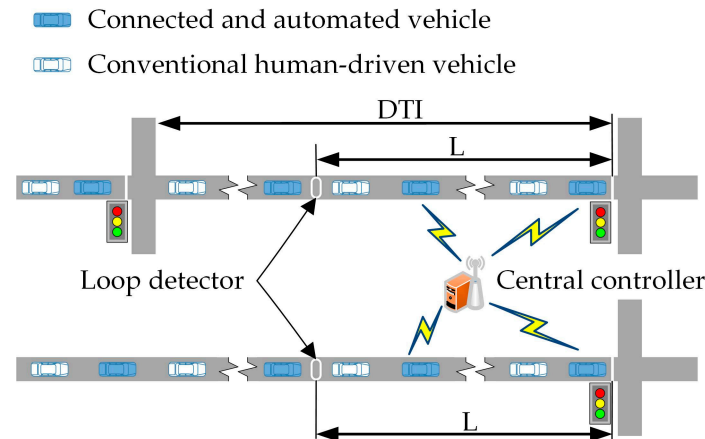 Connected and automated vehicle
Conventional human-driven vehicle
DTI
L
Loop detector
Central controller
L